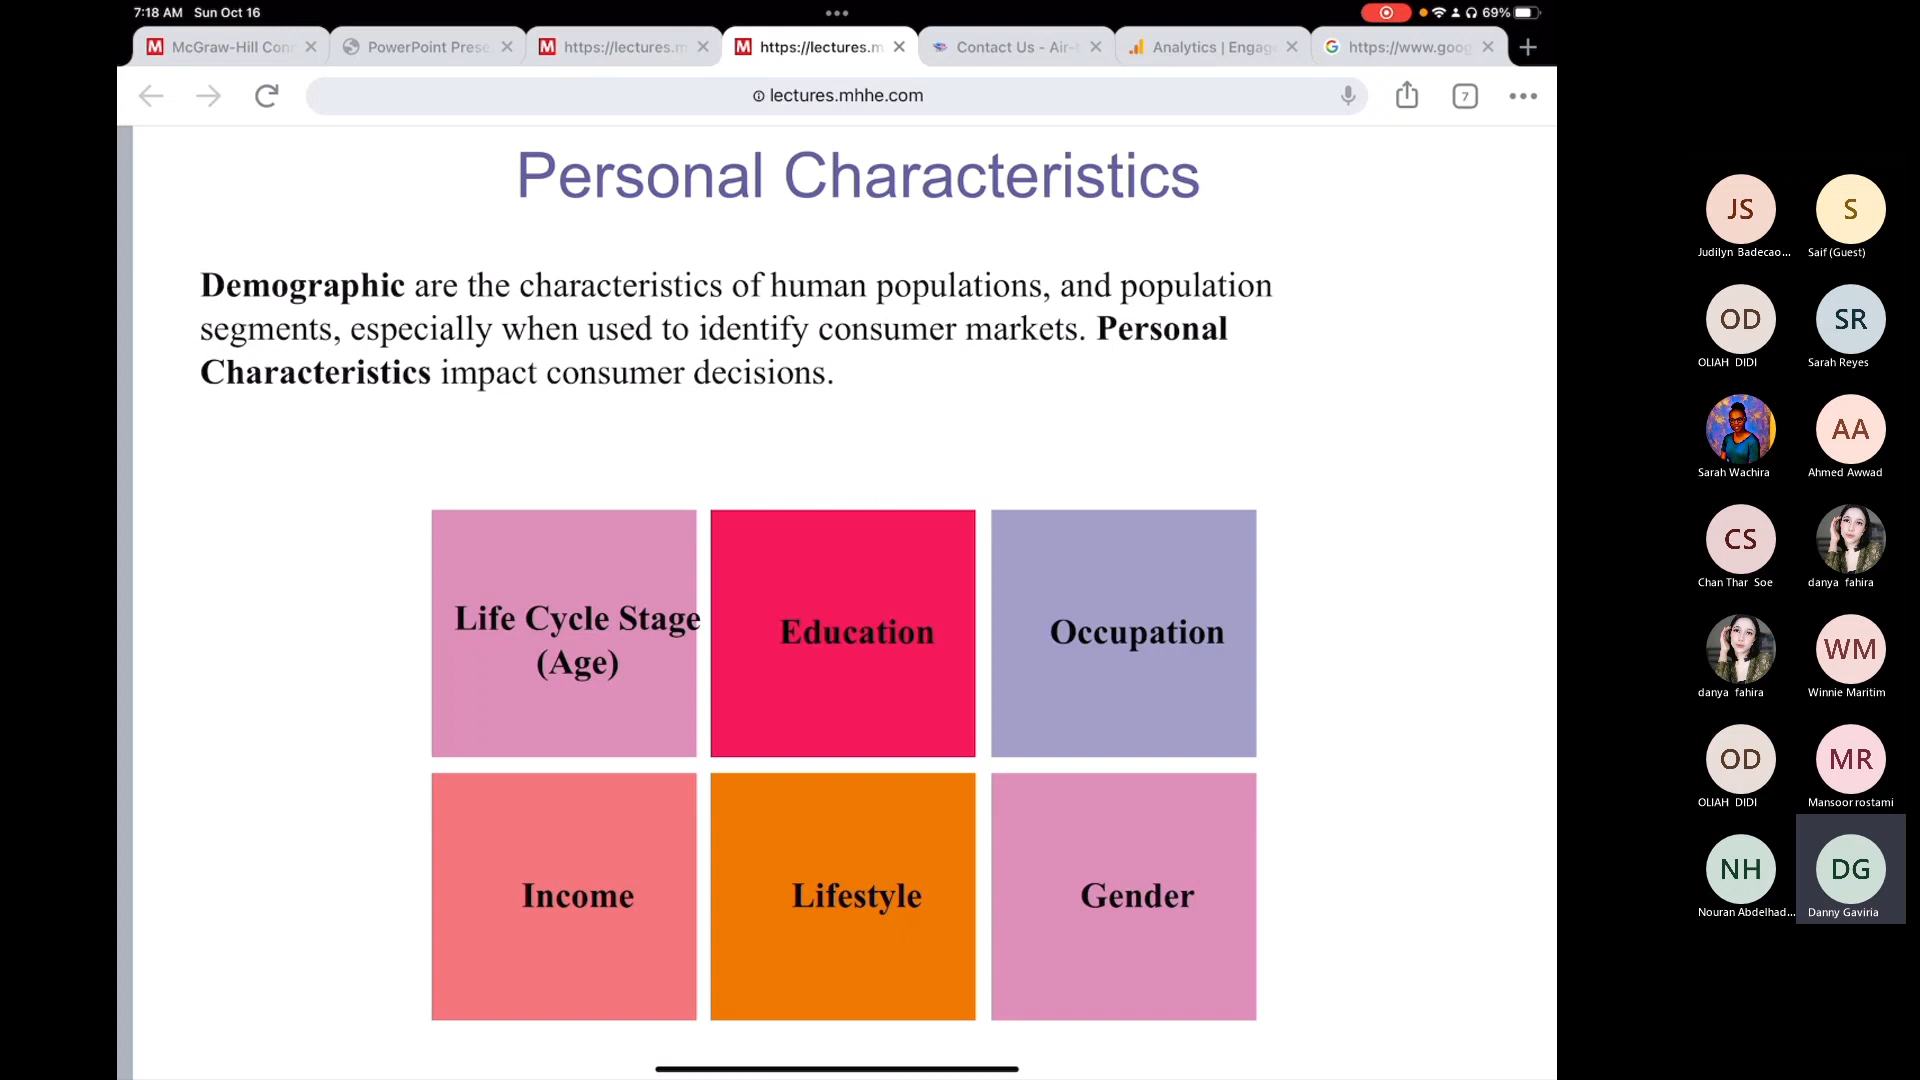 7:18 AM Sun Oct 16
69%
McGraw-Hill Con
PowerPoint Prese
https://lectures.m
https://lectures.m
Contact Us - Air-
Analytics | Engag
https://www.goog
lectures.mhhe.com
7
Personal Characteristics
Demographic are the characteristics of human populations, and population
segments, especially when used to identify consumer markets. Personal
Characteristics impact consumer decisions.
Life Cycle Stage
(Age)
Education
Occupation
Income
Lifestyle
Gender
JS
S
Judilyn Badecao...
Saif (Guest)
OD
SR
OLIAH DIDI
Sarah Reyes
AA
Sarah Wachira
Ahmed Awwad
CS
Chan Thar Soe
danya fahira
WM
danya fahira
Winnie Maritim
OD
MR
OLIAH DIDI
Mansoor rostami
NH
DG
Nouran Abdelhad...
Danny Gaviria